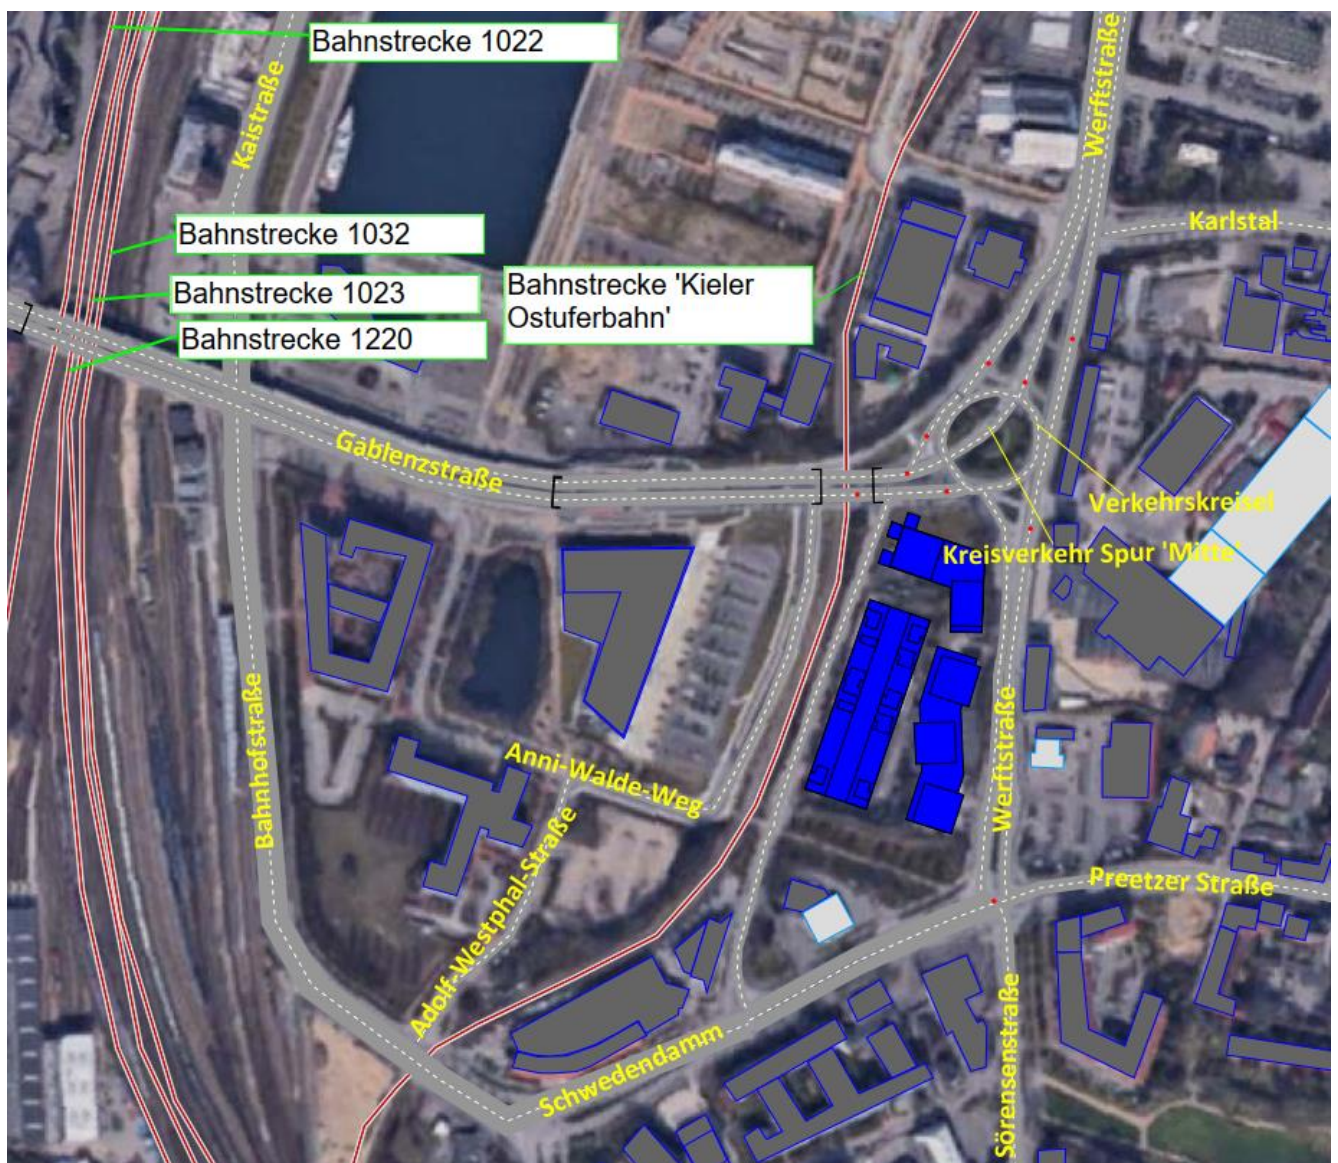 Bahnstrecke 1022
Werftstraße
Kaistraße
Karlstal
Bahnstrecke 1032
Bahnstrecke 'Kieler
Ostuferbahn'
Bahnstrecke 1023
Bahnstrecke 1220
Gablenzstraße
Verkehrskreisel
Kreisverkehr Spur 'Mitte'
Bahnhofstraße
Anni-Walde-Weg
Werftstraße
Adolf-Westphal-Straße
Preetzer Straße
Schwedendamm
Sörensenstraße